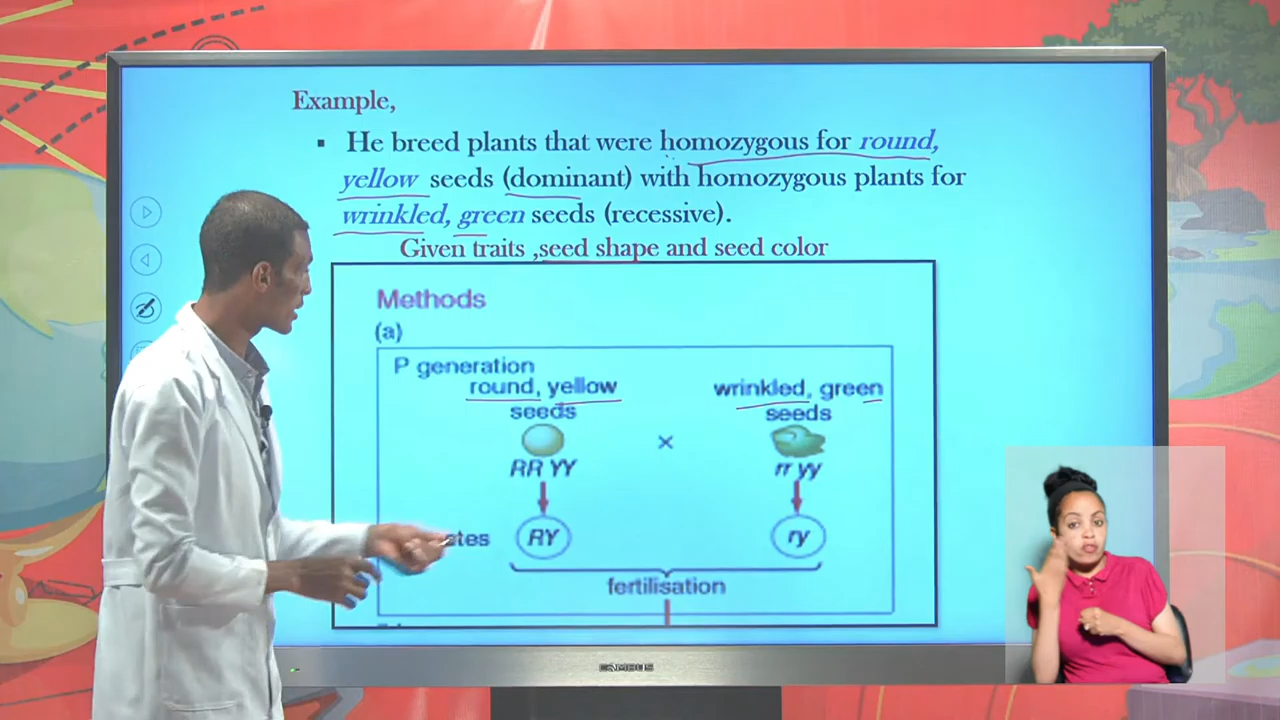 Example,
▪ He breed plants that were homozygous for round,
yellow seeds (dominant) with homozygous plants for
wrinkled, green seeds (recessive).
Given traits ,seed shape and seed color
Methods
(a)
P generation
round, yellow wrinkled, green
seeds seeds
×
RR YY rr yy
RY ry
fertilisation